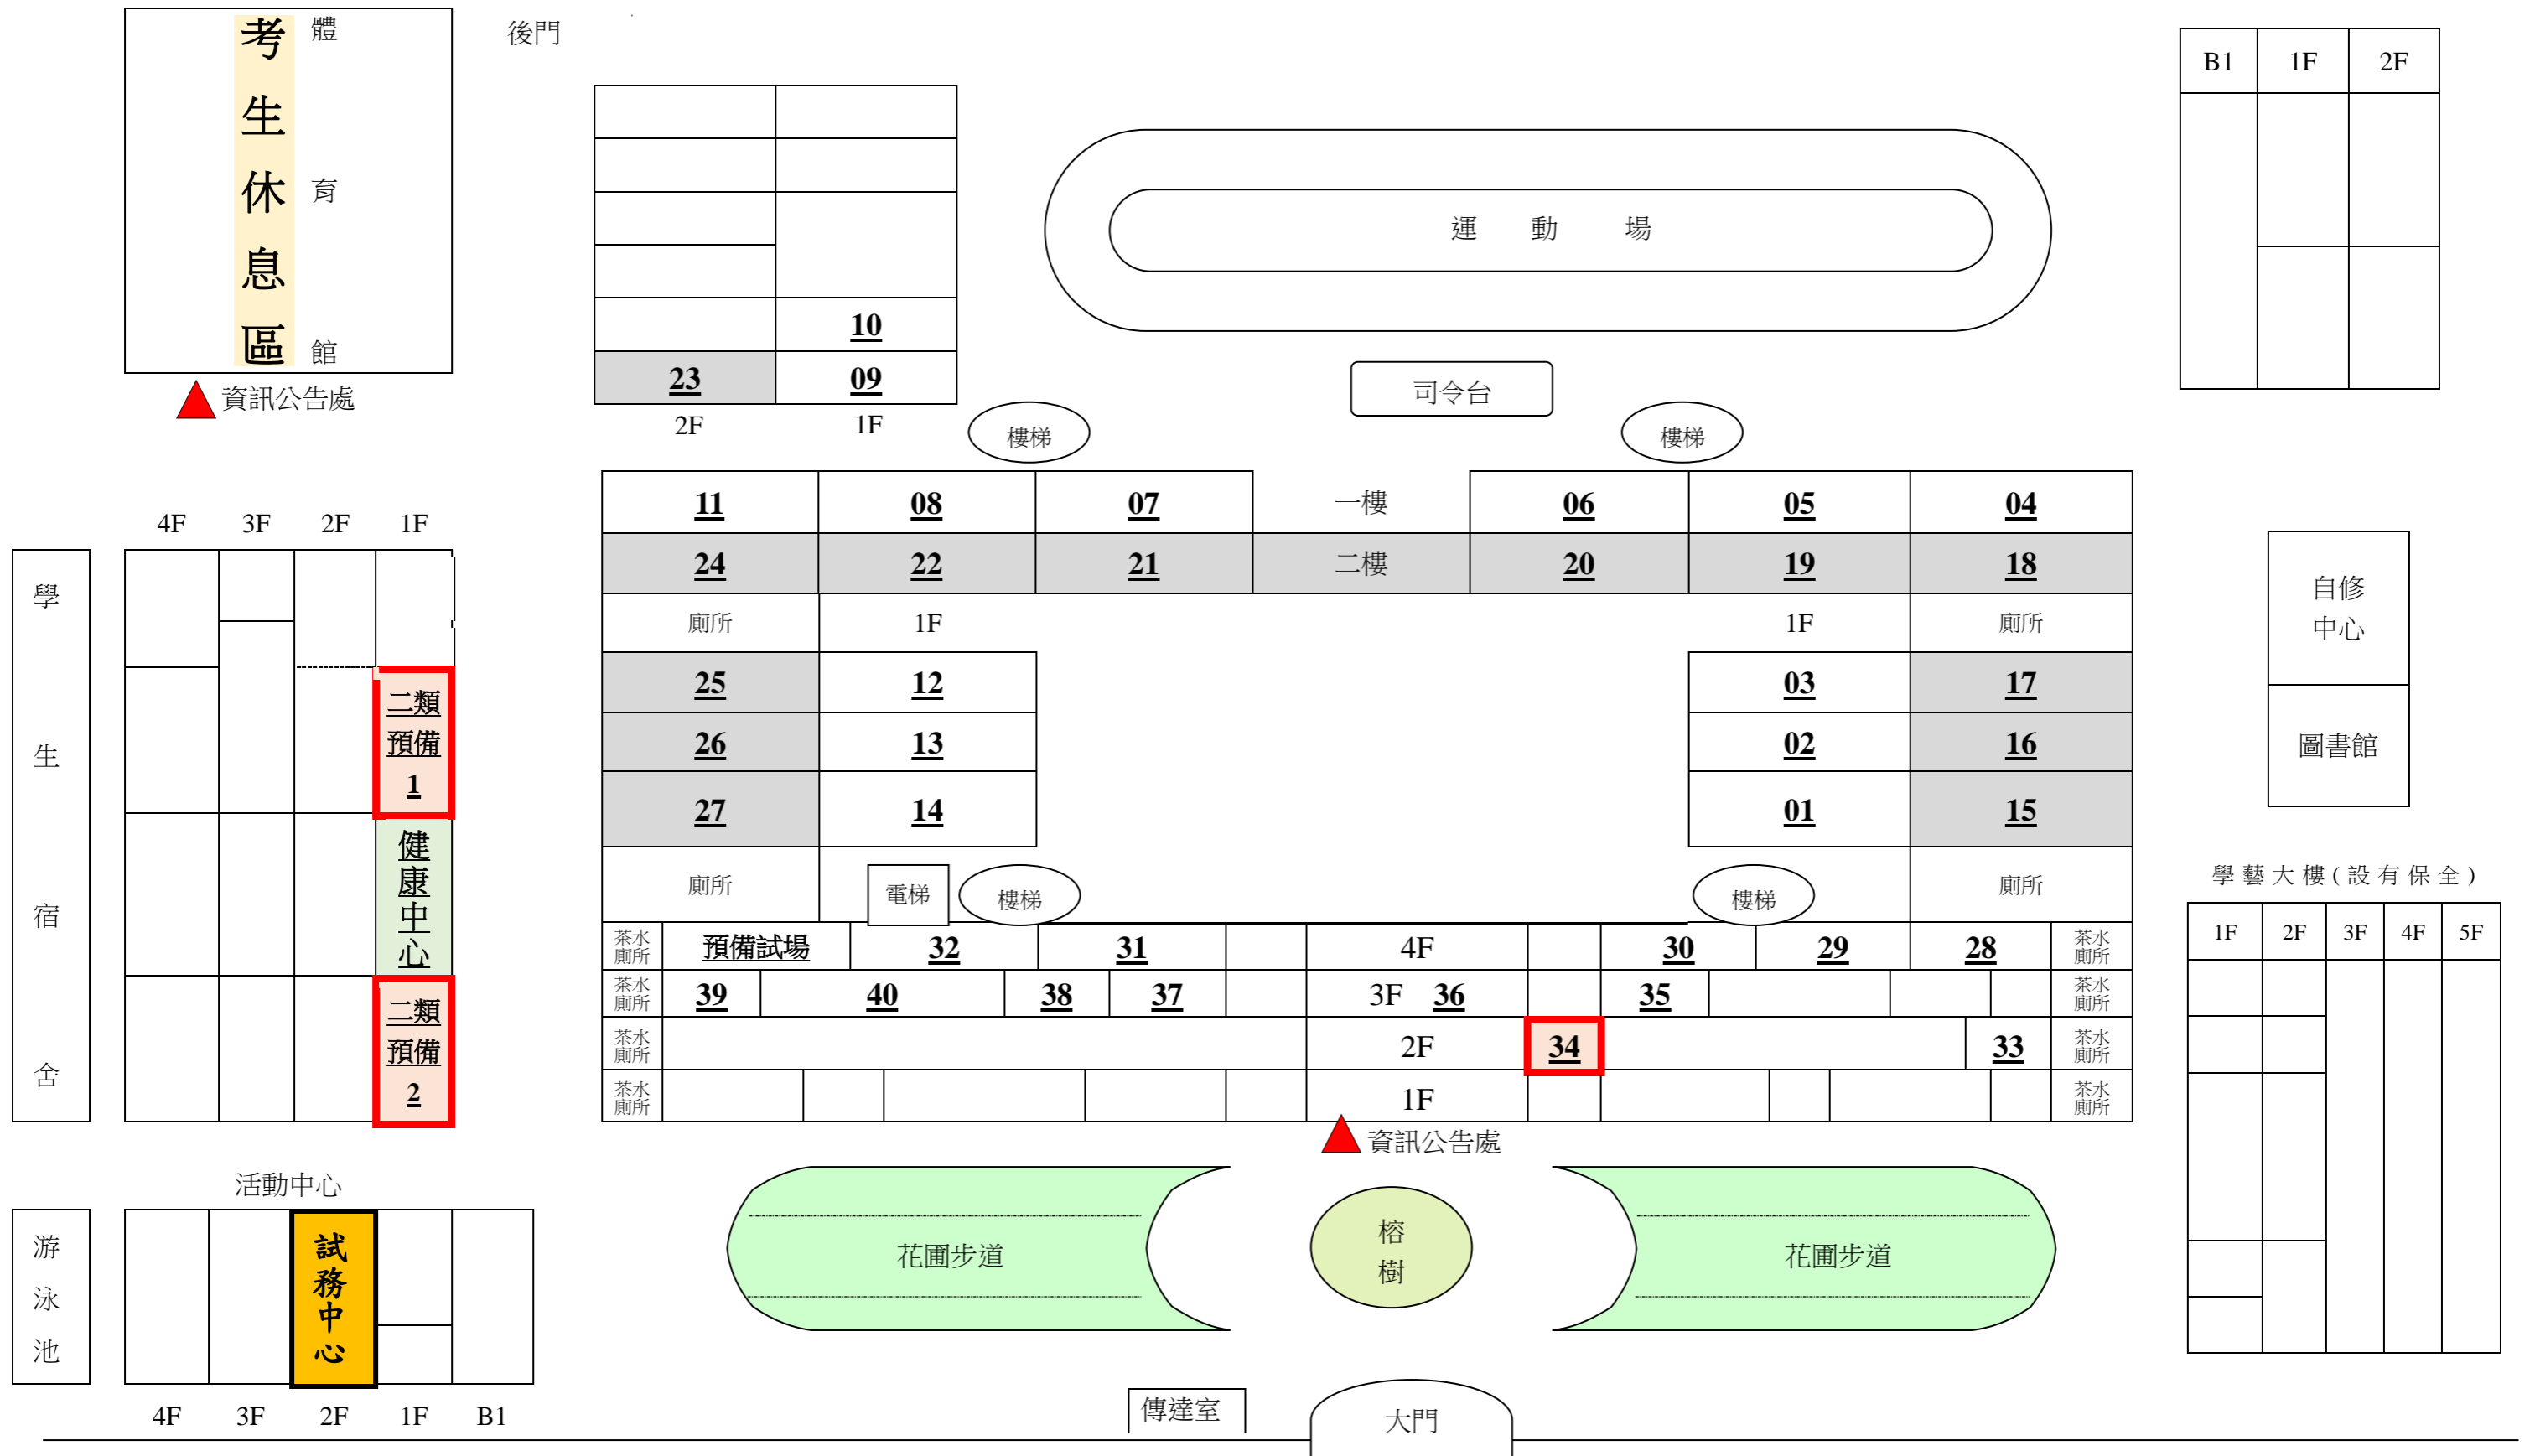 考生休息區
體育館
後門
B1 1F 2F
運動場
10
23 09
2F 1F
資訊公告處
司令台
樓梯
樓梯
4F 3F 2F 1F
11 08 07 一樓 06 05 04
24 22 21 二樓 20 19 18
廁所 1F 1F 廁所
25 12 03 17
26 13 02 16
27 14 01 15
廁所 電梯 樓梯 樓梯 廁所
學生宿舍
二類
預備
1
健康中心
二類
預備
2
自修
中心
圖書館
學藝大樓(設有保全)
1F 2F 3F 4F 5F
茶水
廁所
預備試場 32 31 4F 30 29 28
茶水
廁所
茶水
廁所
39 40 38 37 3F 36 35
茶水
廁所
茶水
廁所
2F 34 33
茶水
廁所
茶水
廁所
1F
茶水
廁所
資訊公告處
活動中心
游泳池
試務中心
4F 3F 2F 1F B1
花圃步道
榕樹
花圃步道
傳達室
大門